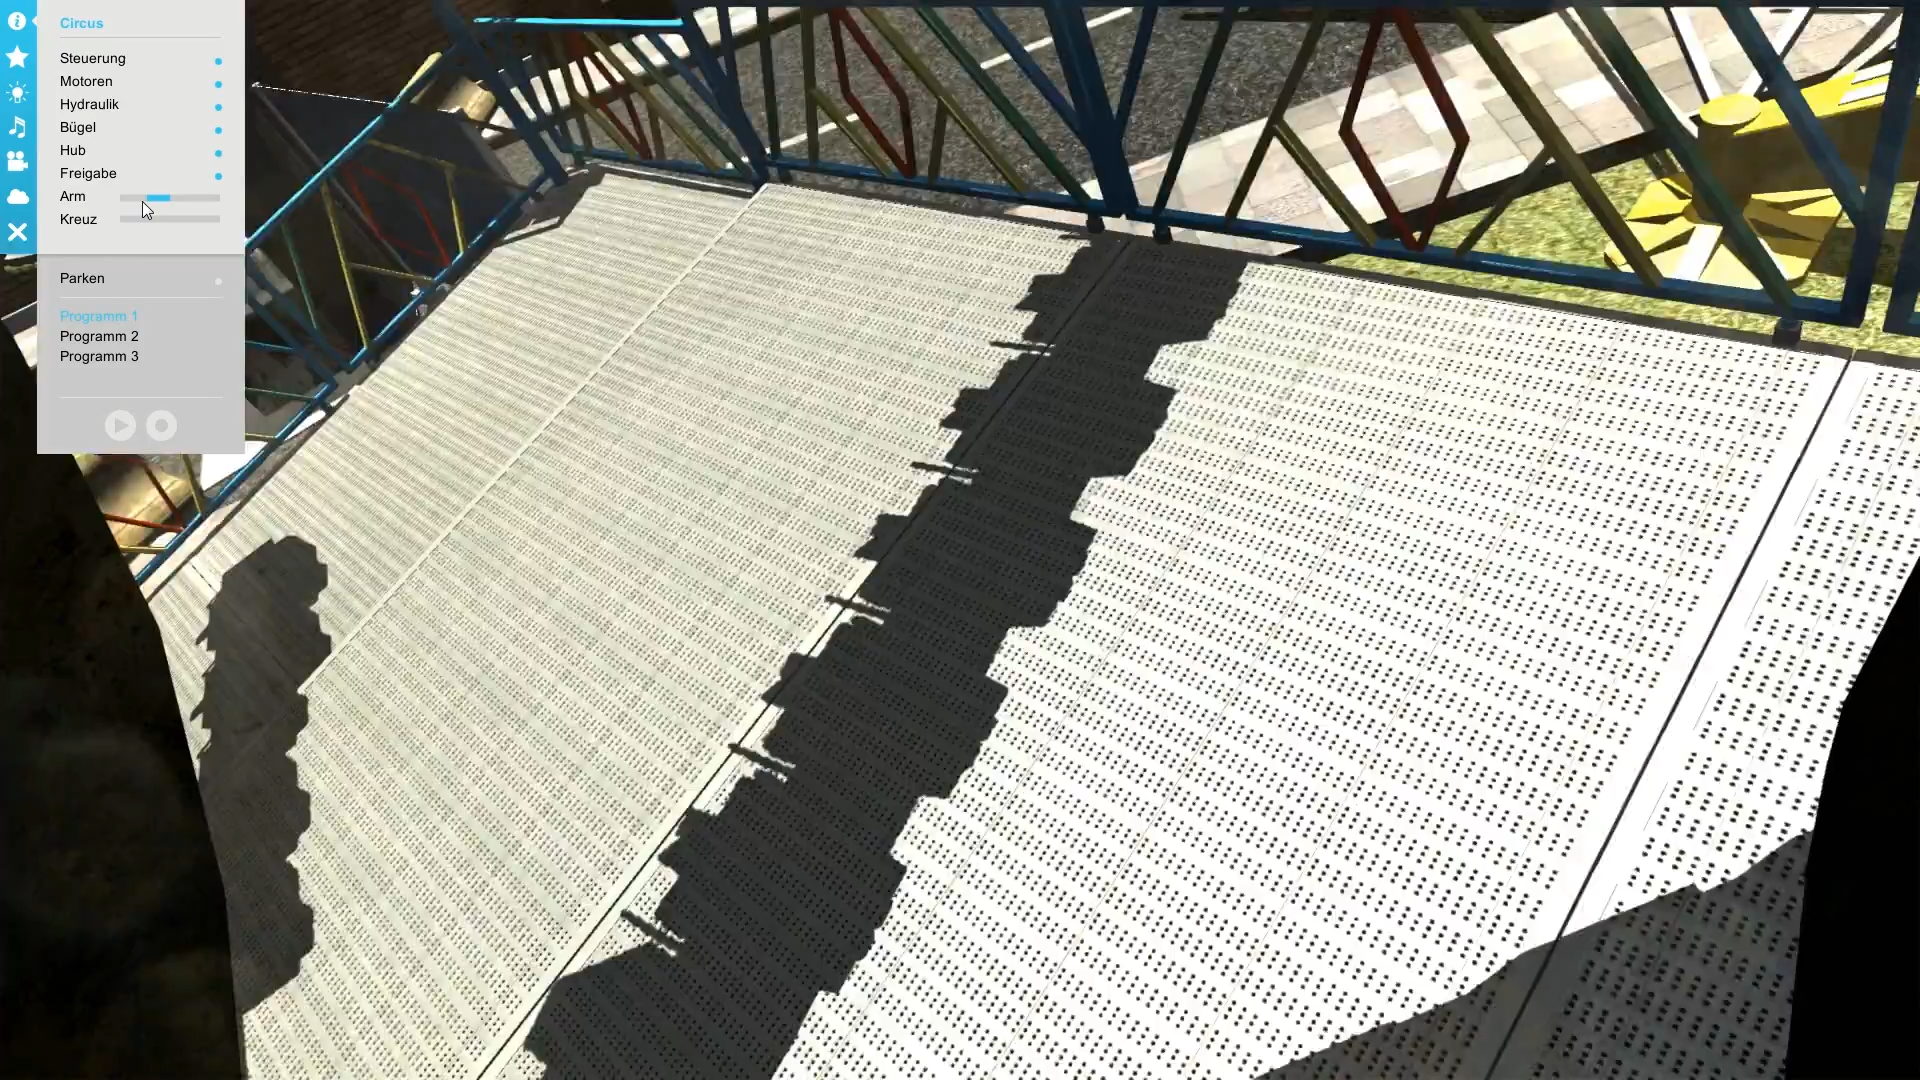 Circus
Steuerung
Motoren
Hydraulik
Bügel
Hub
Freigabe
Arm
Kreuz
Parken
Programm 1
Programm 2
Programm 3